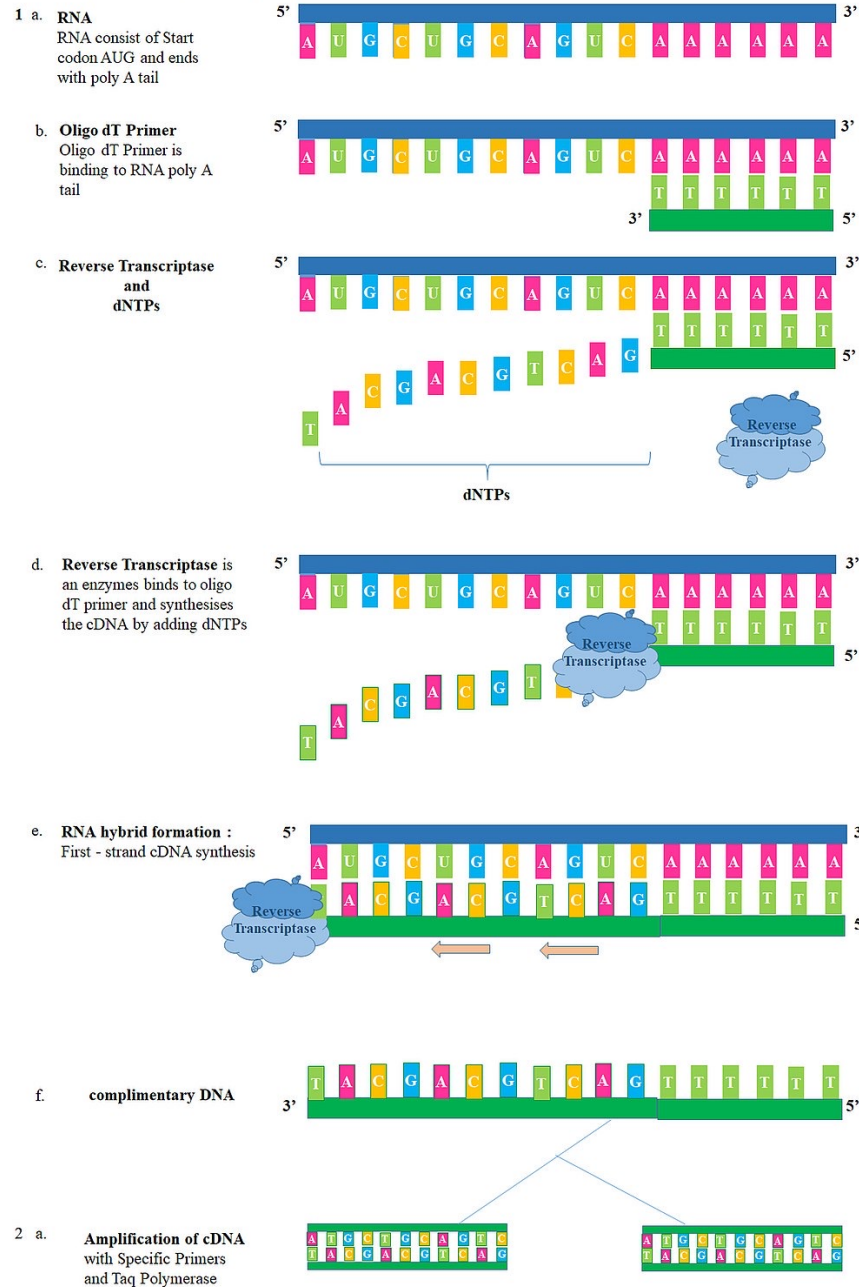 1 a. RNA
RNA consist of Start
codon AUG and ends
with poly A tail
5’ 3’
A U G C U G C A G U C A A A A A A
b. Oligo dT Primer
Oligo dT Primer is
binding to RNA poly A
tail
5’ 3’
A U G C U G C A G U C A A A A A A
T T T T T T
3’ 5’
c. Reverse Transcriptase
and
dNTPs
5’ 3’
A U G C U G C A G U C A A A A A A
T T T T T T
5’
T A C G A C G T C A G
Reverse
Transcriptase
dNTPs
d. Reverse Transcriptase is
an enzymes binds to oligo
dT primer and synthesises
the cDNA by adding dNTPs
5’ 3’
A U G C U G C A G U C A A A A A A
T T T T T T
5’
Reverse
Transcriptase
T A C G A C G T
e. RNA hybrid formation :
First - strand cDNA synthesis
5’ 3’
A U G C U G C A G U C A A A A A A
A C G A C G T C A G T T T T T T
5’
Reverse
Transcriptase
f. complimentary DNA
T A C G A C G T C A G T T T T T T
3’ 5’
2 a. Amplification of cDNA
with Specific Primers
and Taq Polymerase
A T G C T G C A G T C
T A C G A C G T C A G
A T G C T G C A G T C
T A C G A C G T C A G